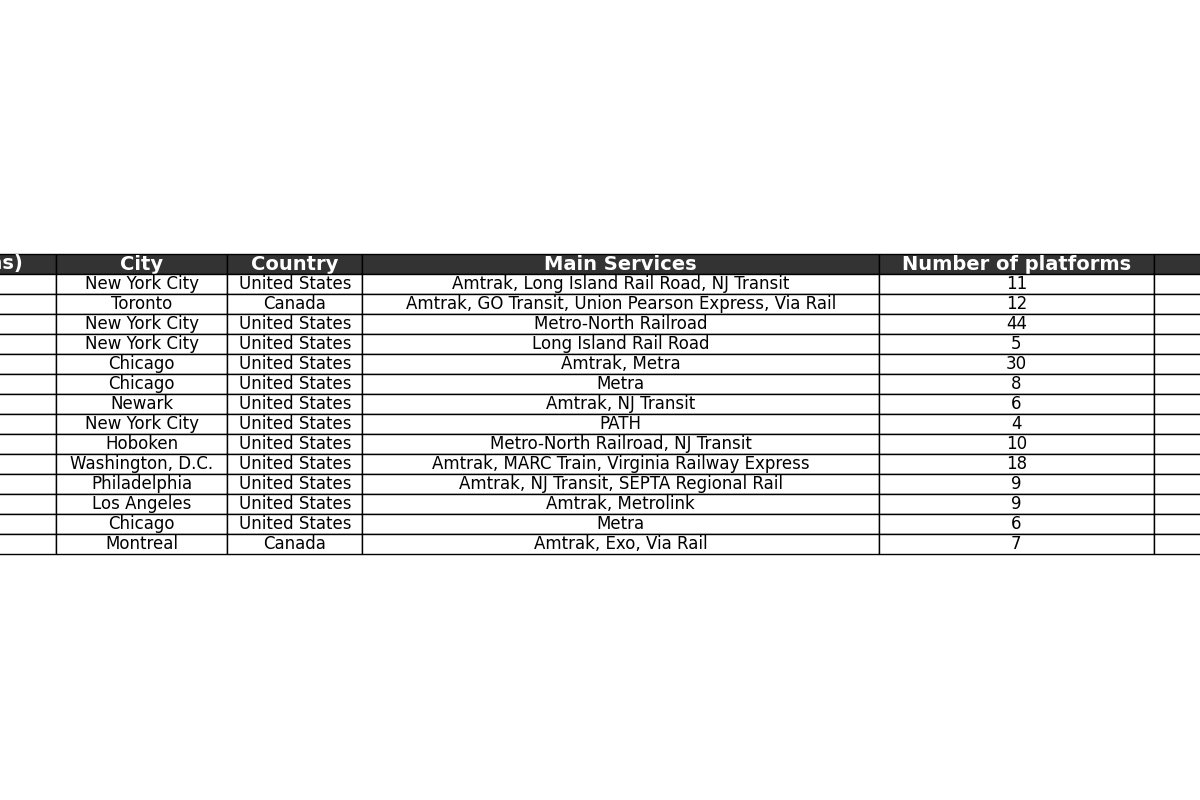 s) City Country Main Services Number of platforms
New York City United States Amtrak, Long Island Rail Road, NJ Transit 11
Toronto Canada Amtrak, GO Transit, Union Pearson Express, Via Rail 12
New York City United States Metro-North Railroad 44
New York City United States Long Island Rail Road 5
Chicago United States Amtrak, Metra 30
Chicago United States Metra 8
Newark United States Amtrak, NJ Transit 6
New York City United States PATH 4
Hoboken United States Metro-North Railroad, NJ Transit 10
Washington, D.C. United States Amtrak, MARC Train, Virginia Railway Express 18
Philadelphia United States Amtrak, NJ Transit, SEPTA Regional Rail 9
Los Angeles United States Amtrak, Metrolink 9
Chicago United States Metra 6
Montreal Canada Amtrak, Exo, Via Rail 7